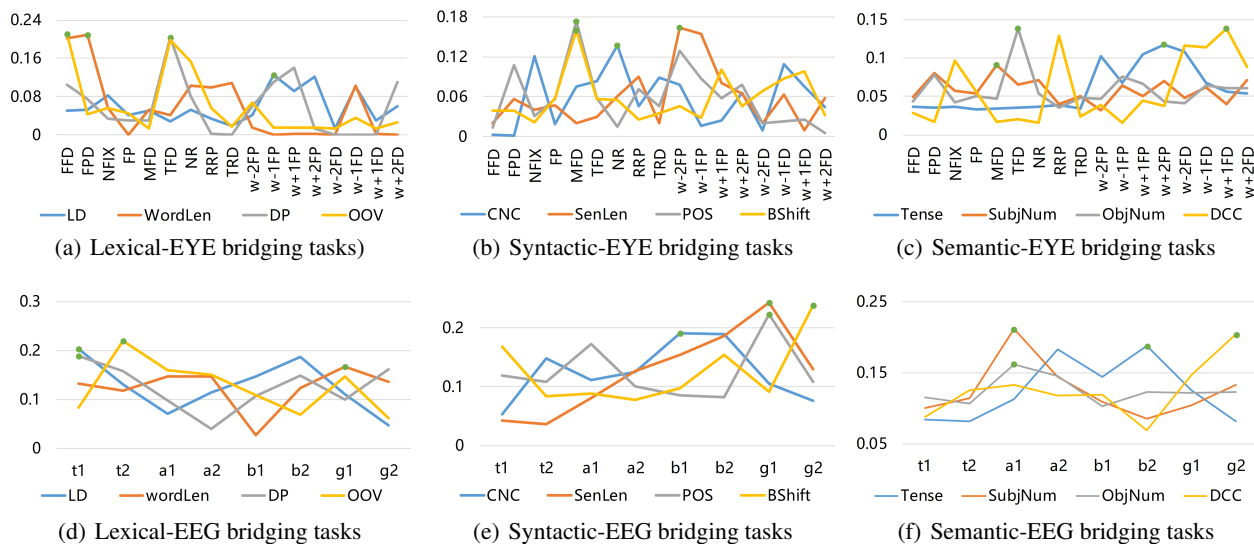 0.24
0.16
0.08
0
FFD FPD NFIX FP MFD TFD NR RRP TRD w-2FP w-1FP w+1FP w+2FP w-2FD w-1FD w+1FD w+2FD
LD WordLen DP OOV
(a) Lexical-EYE bridging tasks)
0.18
0.12
0.06
0
FFD FPD NFIX FP MFD TFD NR RRP TRD w-2FP w-1FP w+1FP w+2FP w-2FD w-1FD w+1FD w+2FD
CNC SenLen POS BShift
(b) Syntactic-EYE bridging tasks
0.15
0.1
0.05
0
FFD FPD NFIX FP MFD TFD NR RRP TRD w-2FP w-1FP w+1FP w+2FP w-2FD w-1FD w+1FD w+2FD
Tense SubjNum ObjNum DCC
(c) Semantic-EYE bridging tasks
0.3
0.2
0.1
0
t1 t2 a1 a2 b1 b2 g1 g2
LD wordLen DP OOV
(d) Lexical-EEG bridging tasks
0.2
0.1
0
t1 t2 a1 a2 b1 b2 g1 g2
CNC SenLen POS BShift
(e) Syntactic-EEG bridging tasks
0.25
0.15
0.05
t1 t2 a1 a2 b1 b2 g1 g2
Tense SubjNum ObjNum DCC
(f) Semantic-EEG bridging tasks